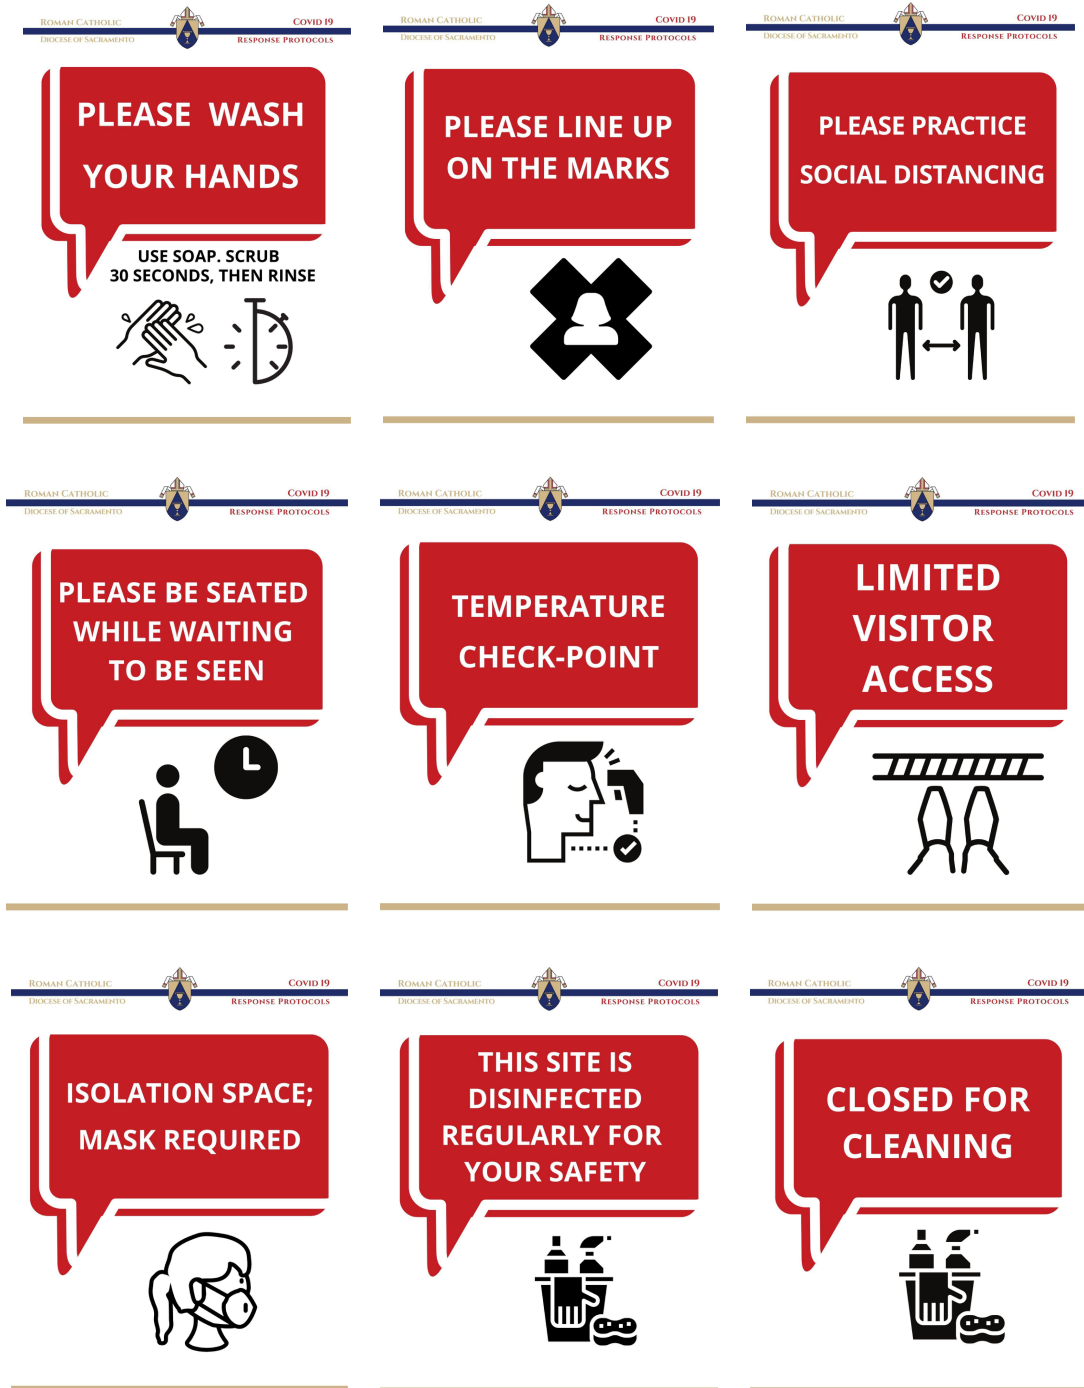 ROMAN CATHOLIC
COVID 19
DIOCESE OF SACRAMENTO
RESPONSE PROTOCOLS
PLEASE WASH
YOUR HANDS
USE SOAP. SCRUB
30 SECONDS, THEN RINSE
ROMAN CATHOLIC
COVID 19
DIOCESE OF SACRAMENTO
RESPONSE PROTOCOLS
PLEASE LINE UP
ON THE MARKS
ROMAN CATHOLIC
COVID 19
DIOCESE OF SACRAMENTO
RESPONSE PROTOCOLS
PLEASE PRACTICE
SOCIAL DISTANCING
ROMAN CATHOLIC
COVID 19
DIOCESE OF SACRAMENTO
RESPONSE PROTOCOLS
PLEASE BE SEATED
WHILE WAITING
TO BE SEEN
ROMAN CATHOLIC
COVID 19
DIOCESE OF SACRAMENTO
RESPONSE PROTOCOLS
TEMPERATURE
CHECK-POINT
ROMAN CATHOLIC
COVID 19
DIOCESE OF SACRAMENTO
RESPONSE PROTOCOLS
LIMITED
VISITOR
ACCESS
ROMAN CATHOLIC
COVID 19
DIOCESE OF SACRAMENTO
RESPONSE PROTOCOLS
ISOLATION SPACE;
MASK REQUIRED
ROMAN CATHOLIC
COVID 19
DIOCESE OF SACRAMENTO
RESPONSE PROTOCOLS
THIS SITE IS
DISINFECTED
REGULARLY FOR
YOUR SAFETY
ROMAN CATHOLIC
COVID 19
DIOCESE OF SACRAMENTO
RESPONSE PROTOCOLS
CLOSED FOR
CLEANING